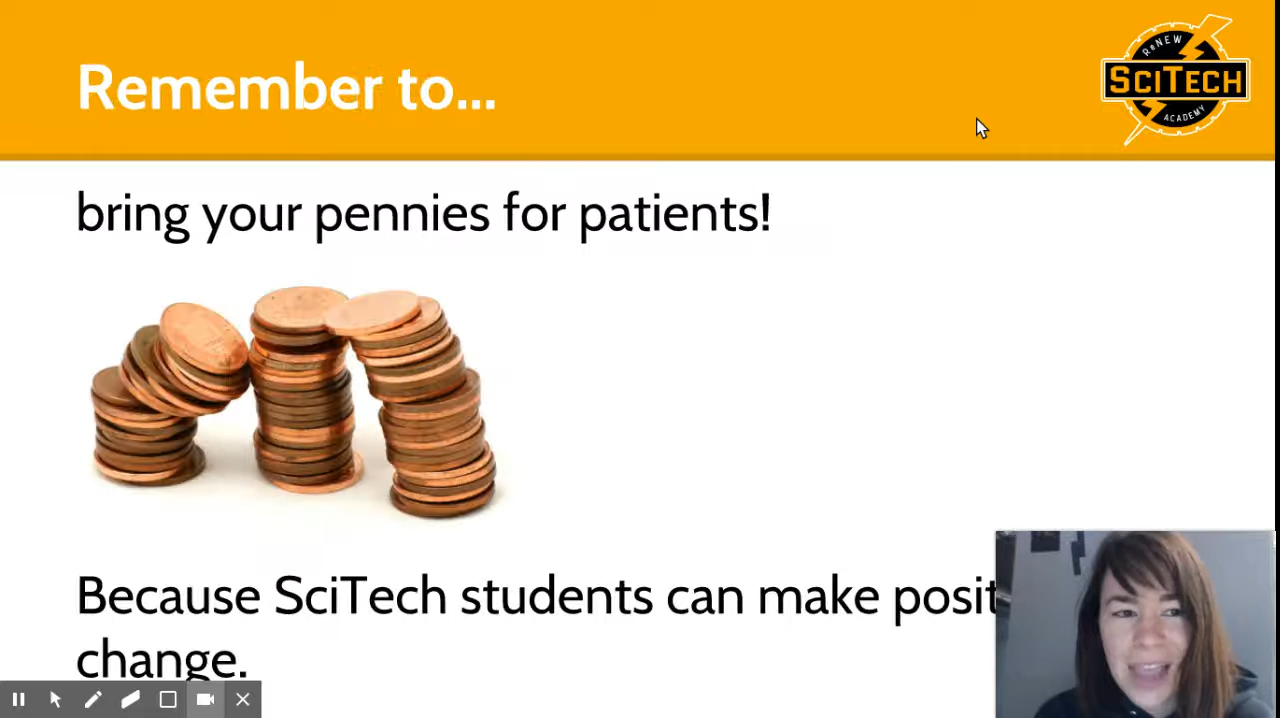 Remember to...
ReNEW
SCITECH
ACADEMY
bring your pennies for patients!
Because SciTech students can make posit
change.